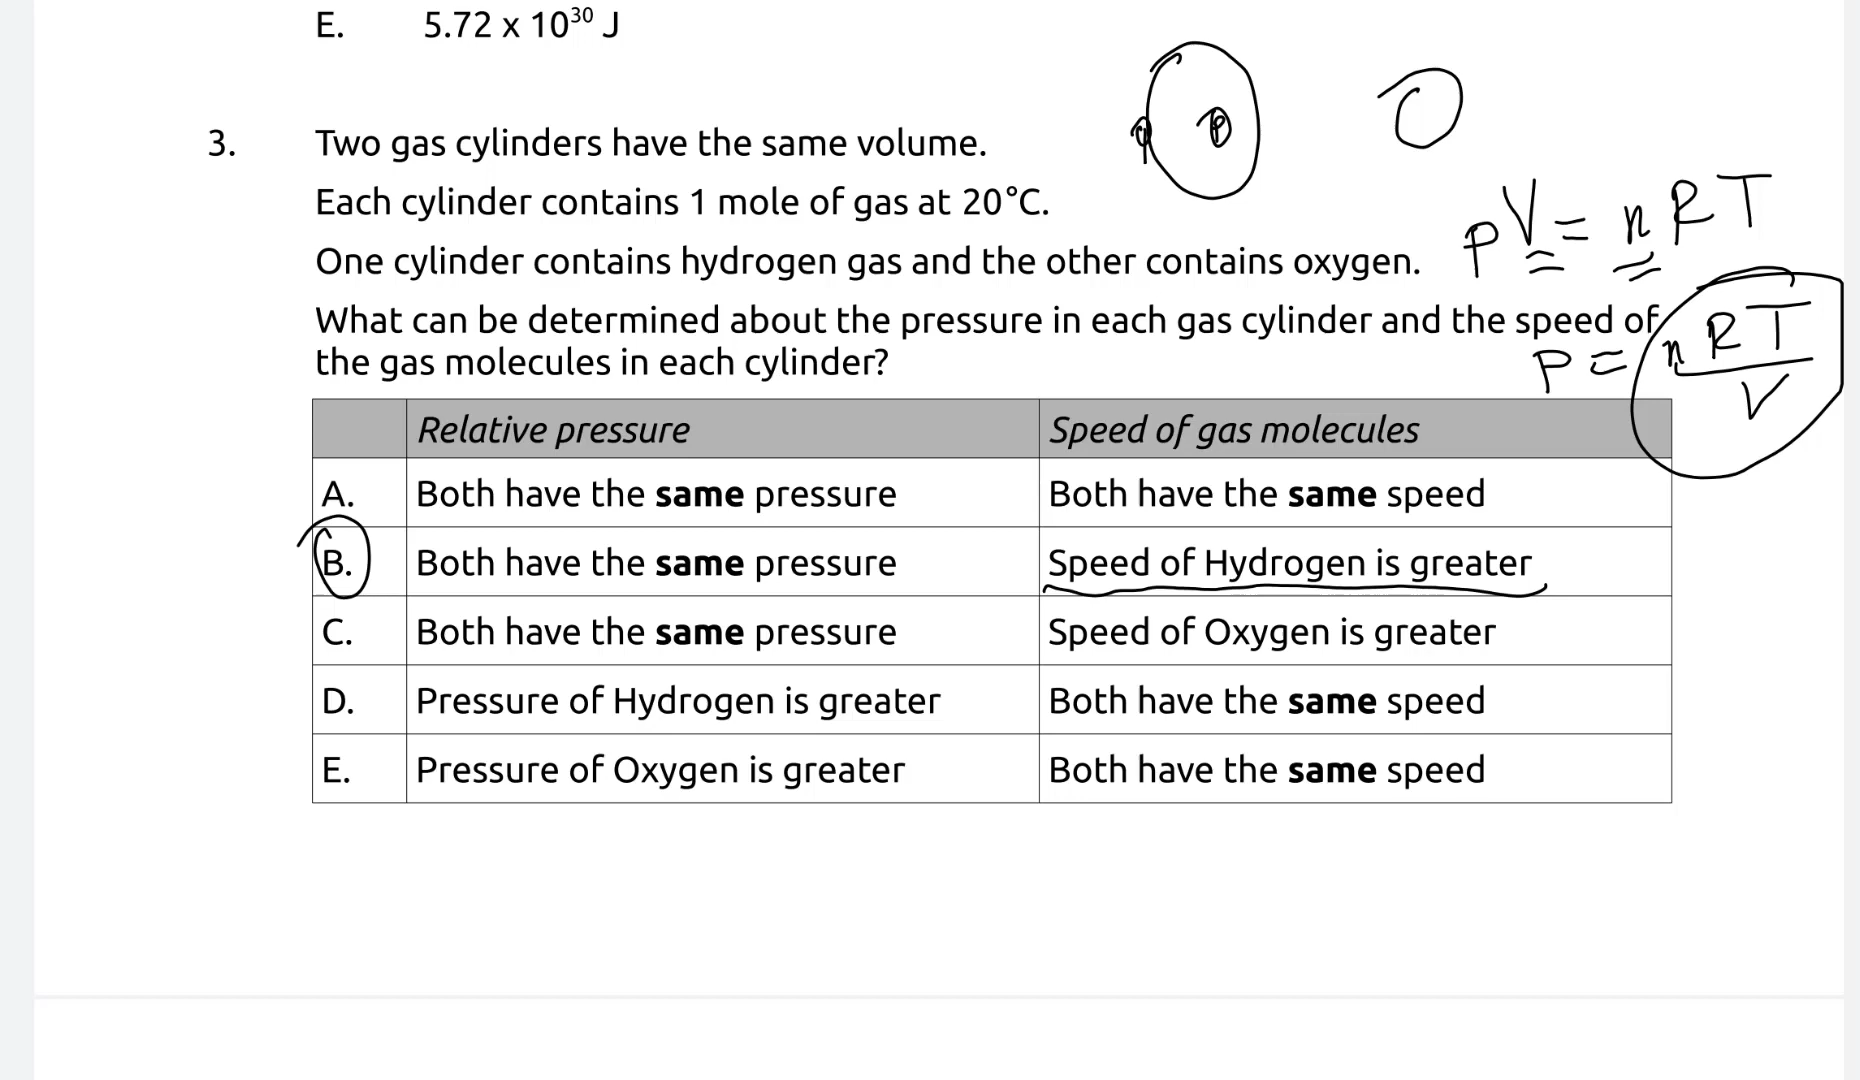 E. 5.72 x 10³⁰ J
3. Two gas cylinders have the same volume.
Each cylinder contains 1 mole of gas at 20°C.
pV = nRT
One cylinder contains hydrogen gas and the other contains oxygen.
What can be determined about the pressure in each gas cylinder and the speed of
the gas molecules in each cylinder?
P = nRT
V
Relative pressure Speed of gas molecules
A. Both have the same pressure Both have the same speed
B. Both have the same pressure Speed of Hydrogen is greater
C. Both have the same pressure Speed of Oxygen is greater
D. Pressure of Hydrogen is greater Both have the same speed
E. Pressure of Oxygen is greater Both have the same speed